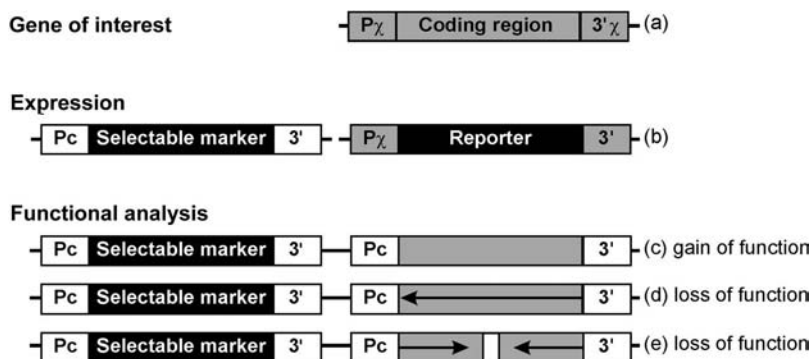 Gene of interest
Pχ Coding region 3'χ (a)
Expression
Pc Selectable marker 3' Pχ Reporter 3' (b)
Functional analysis
Pc Selectable marker 3' Pc 3' (c) gain of function
Pc Selectable marker 3' Pc 3' (d) loss of function
Pc Selectable marker 3' Pc 3' (e) loss of function